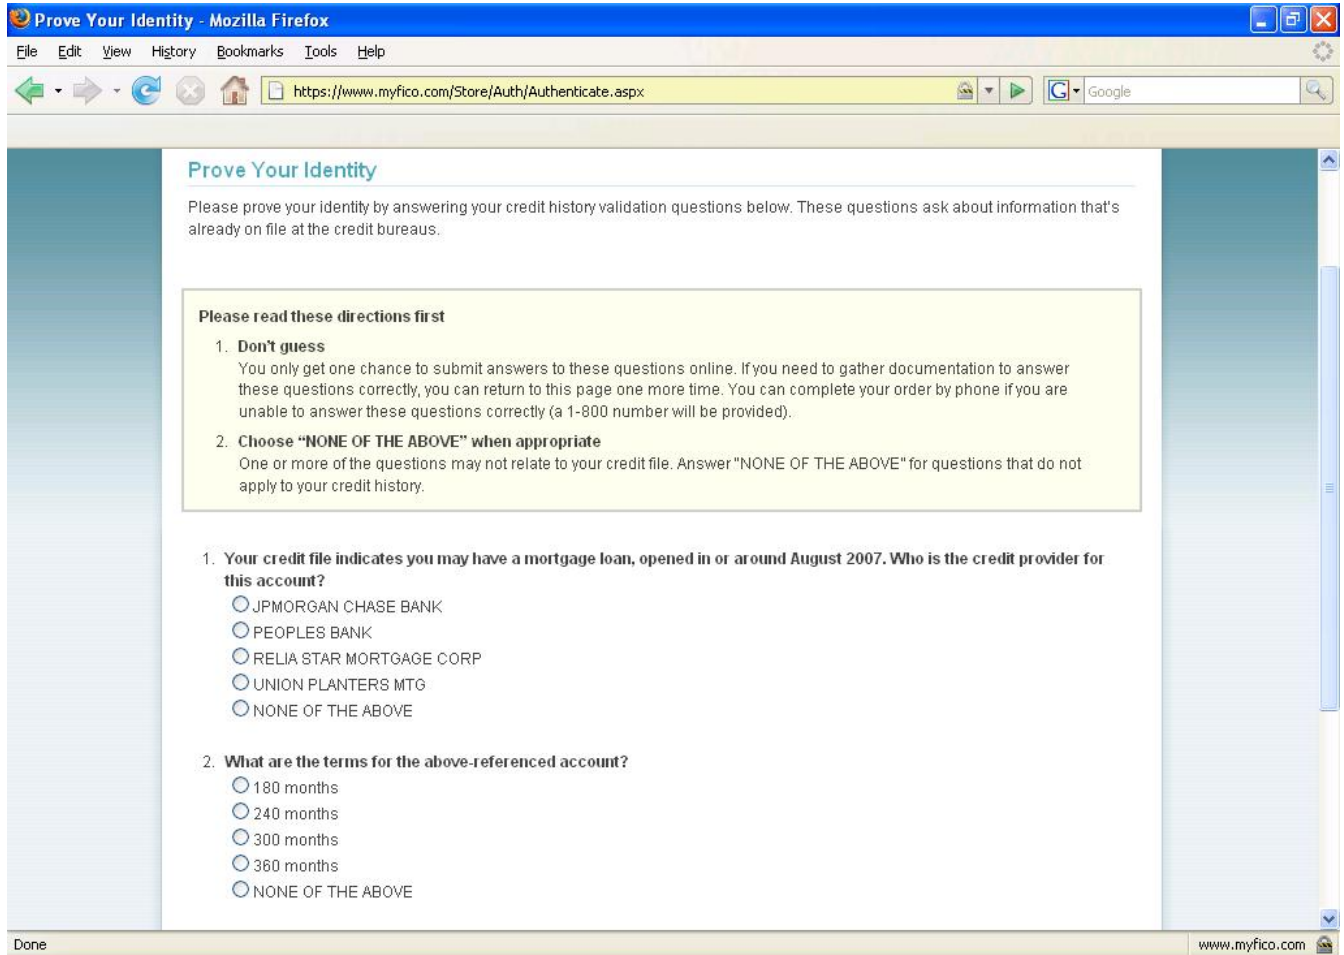 Prove Your Identity - Mozilla Firefox
File Edit View History Bookmarks Tools Help
https://www.myfico.com/Store/Auth/Authenticate.aspx
G Google
Prove Your Identity
Please prove your identity by answering your credit history validation questions below. These questions ask about information that's
already on file at the credit bureaus.
Please read these directions first
1. Don't guess
You only get one chance to submit answers to these questions online. If you need to gather documentation to answer
these questions correctly, you can return to this page one more time. You can complete your order by phone if you are
unable to answer these questions correctly (a 1-800 number will be provided).
2. Choose “NONE OF THE ABOVE” when appropriate
One or more of the questions may not relate to your credit file. Answer "NONE OF THE ABOVE" for questions that do not
apply to your credit history.
1. Your credit file indicates you may have a mortgage loan, opened in or around August 2007. Who is the credit provider for
this account?
JPMORGAN CHASE BANK
PEOPLES BANK
RELIA STAR MORTGAGE CORP
UNION PLANTERS MTG
NONE OF THE ABOVE
2. What are the terms for the above-referenced account?
180 months
240 months
300 months
360 months
NONE OF THE ABOVE
Done
www.myfico.com